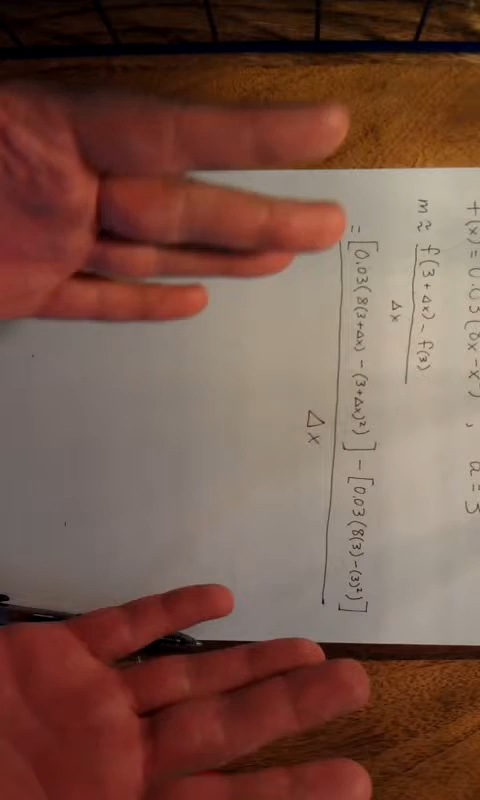 f(x) = 0.03(8x-x²), a = 3
m ≈ f(3+Δx) - f(3)
Δx
= [0.03(8(3+Δx) - (3+Δx)²)] - [0.03(8(3)-(3)²)]
Δx